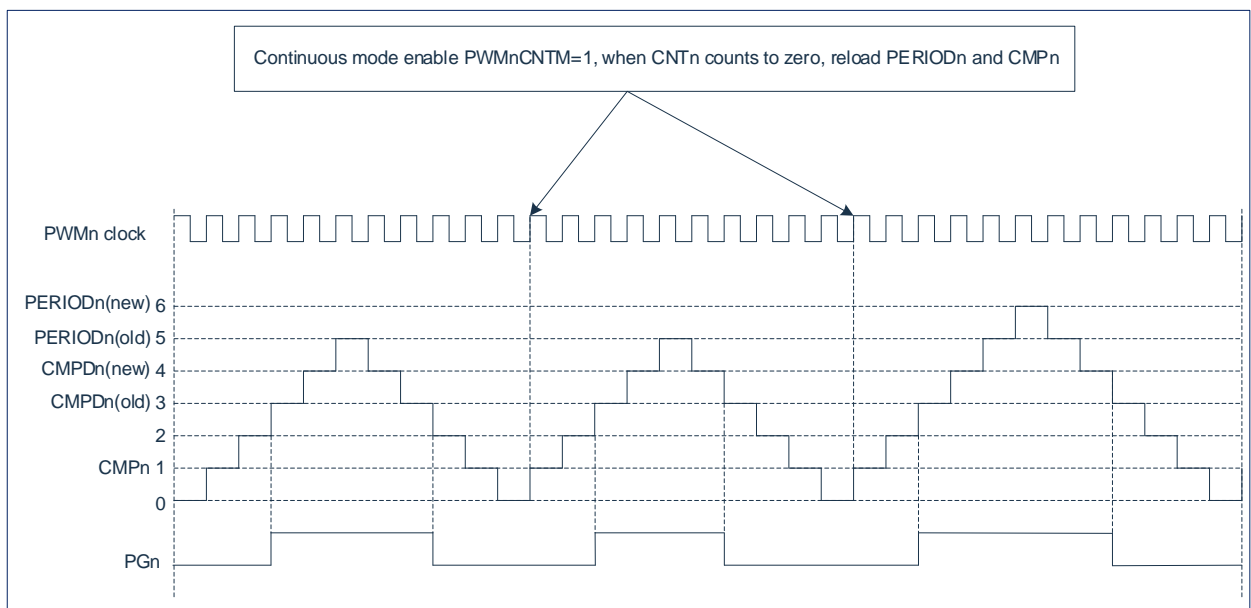 Continuous mode enable PWMnCNTM=1, when CNTn counts to zero, reload PERIODn and CMPn
PWMn clock
PERIODn(new) 6
PERIODn(old) 5
CMPDn(new) 4
CMPDn(old) 3
2
CMPn 1
0
PGn